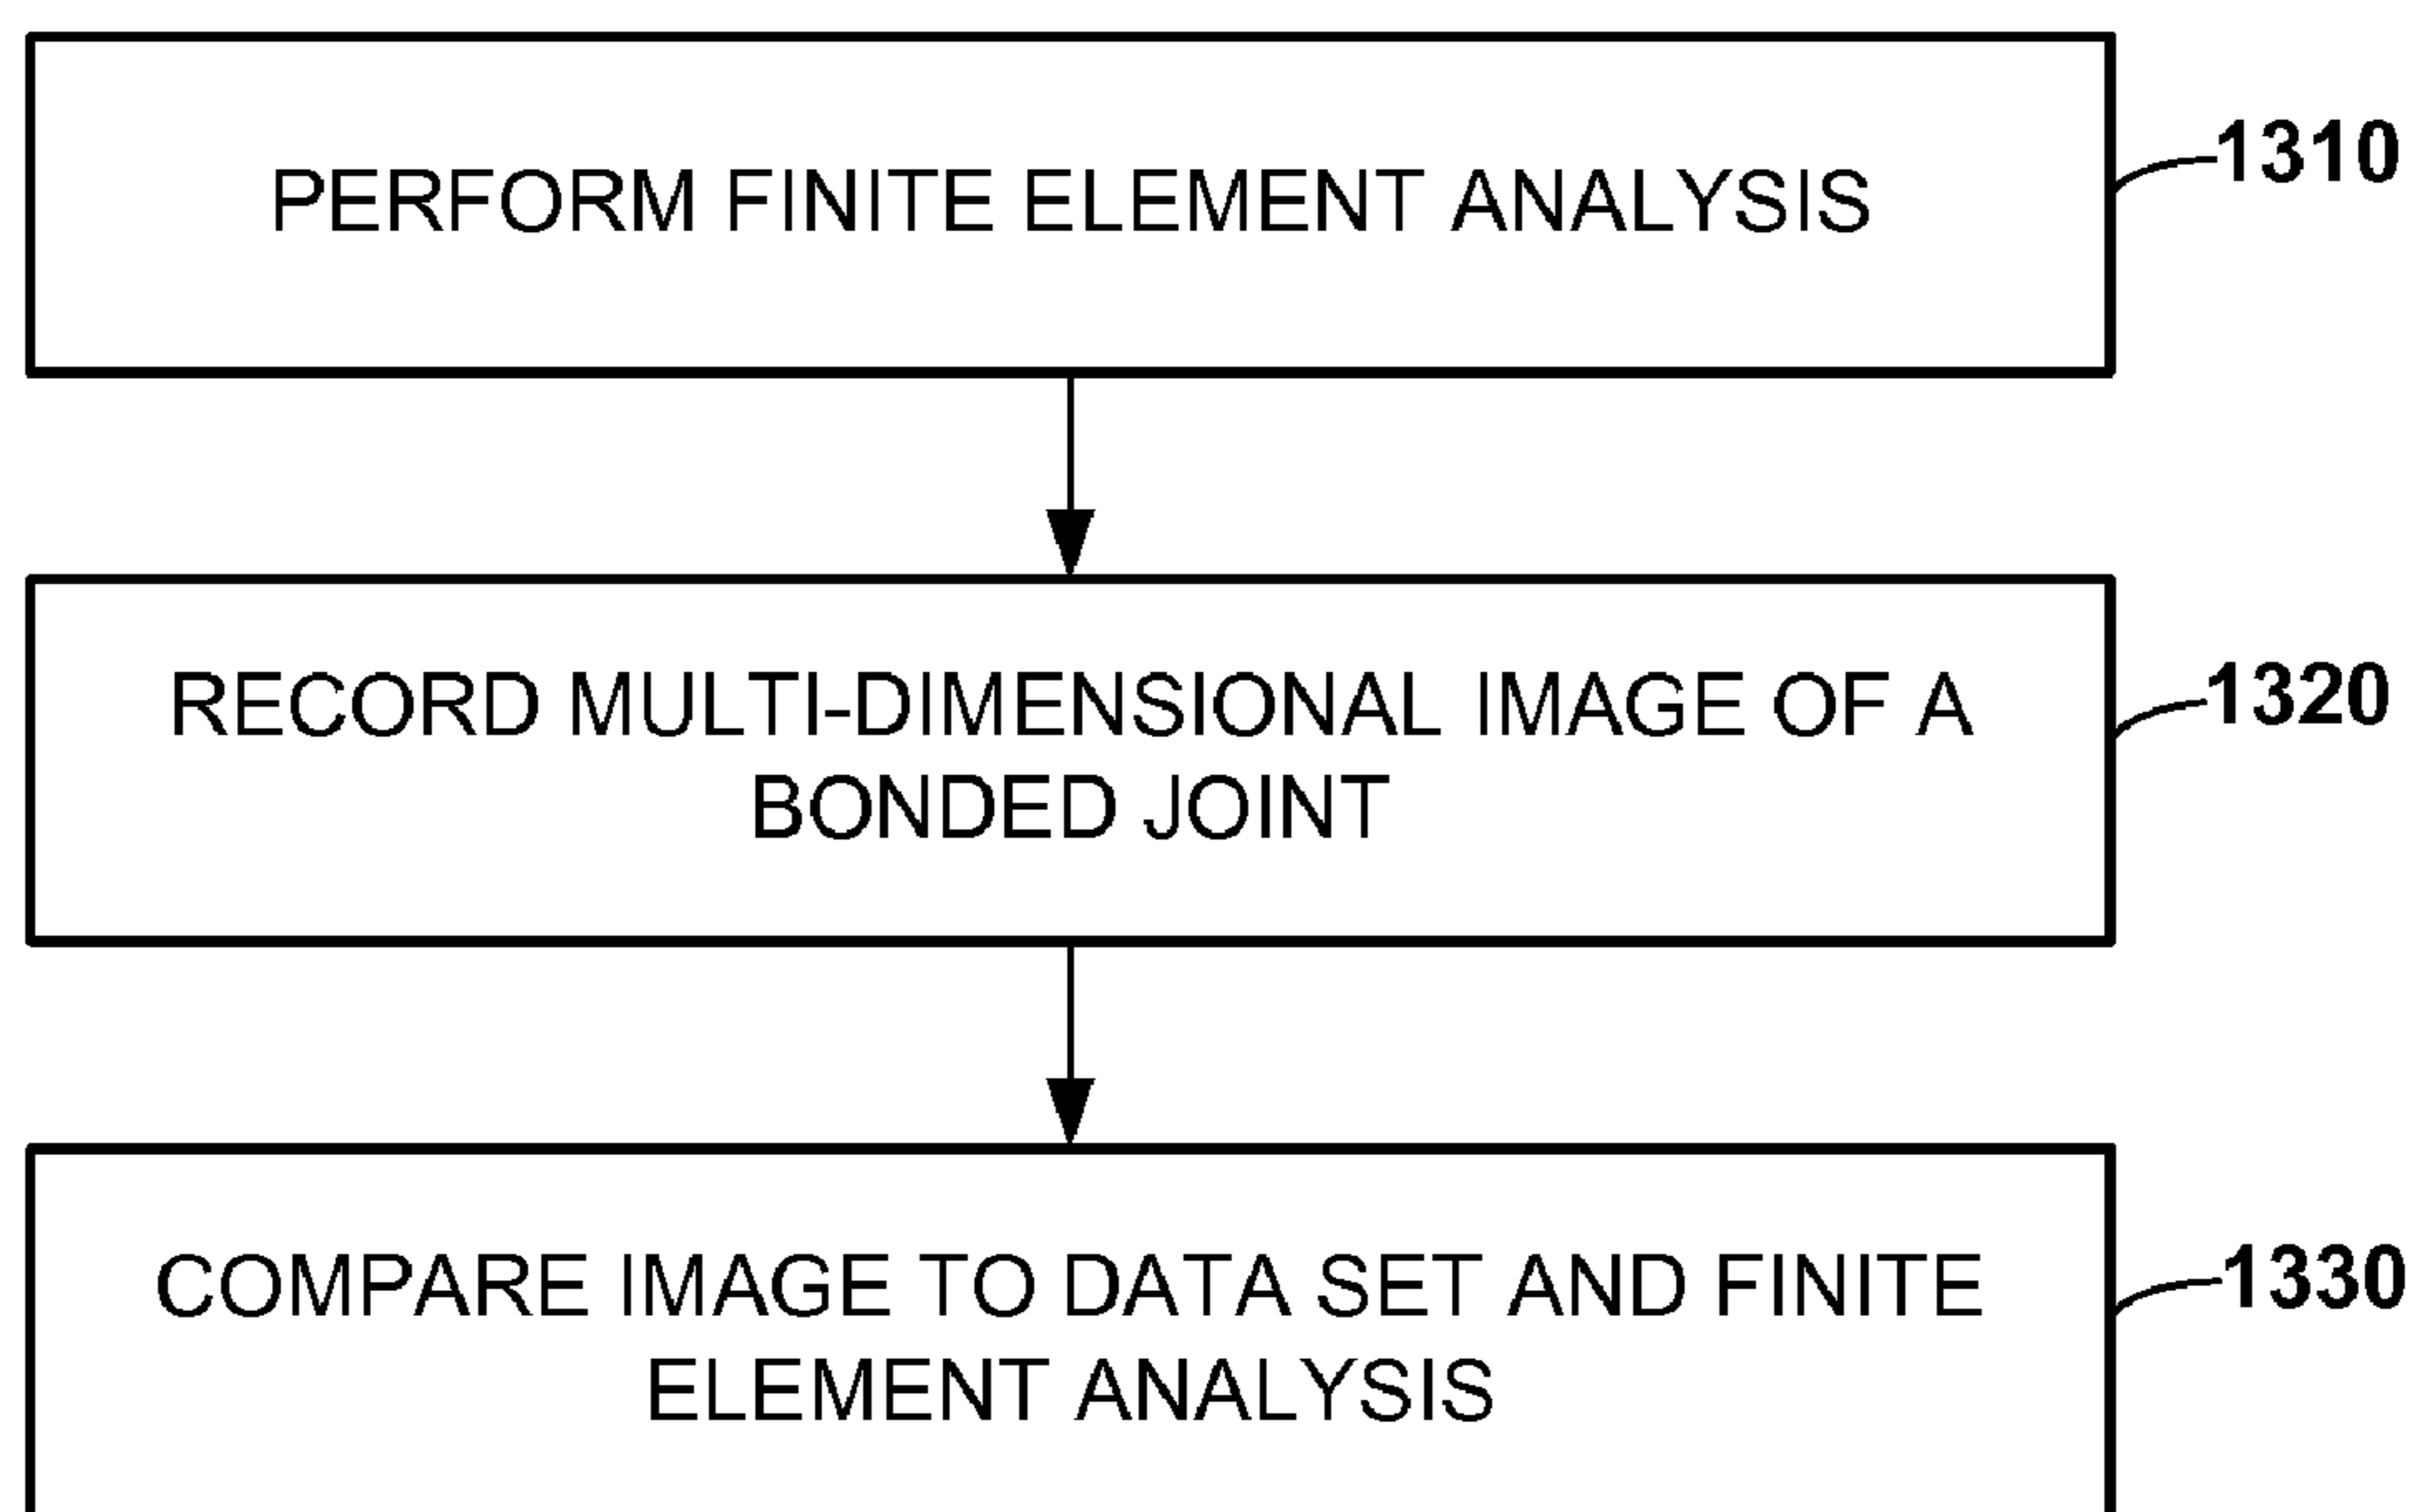 PERFORM FINITE ELEMENT ANALYSIS
1310
RECORD MULTI-DIMENSIONAL IMAGE OF A
BONDED JOINT
1320
COMPARE IMAGE TO DATA SET AND FINITE
ELEMENT ANALYSIS
1330